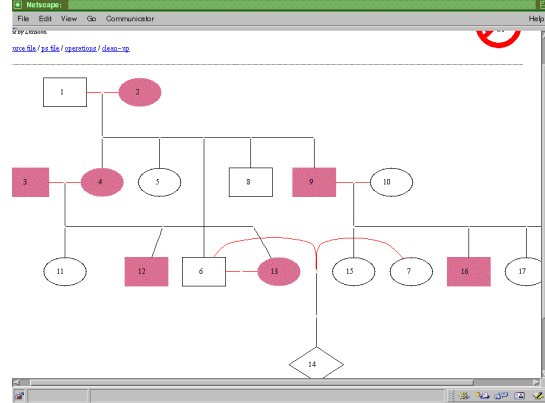 Netscape:
File Edit View Go Communicator Help
urce file / ps file / operations / clean-up
1 2
3 4 5 8 9 10
11 12 6 13 15 7 16 17
14